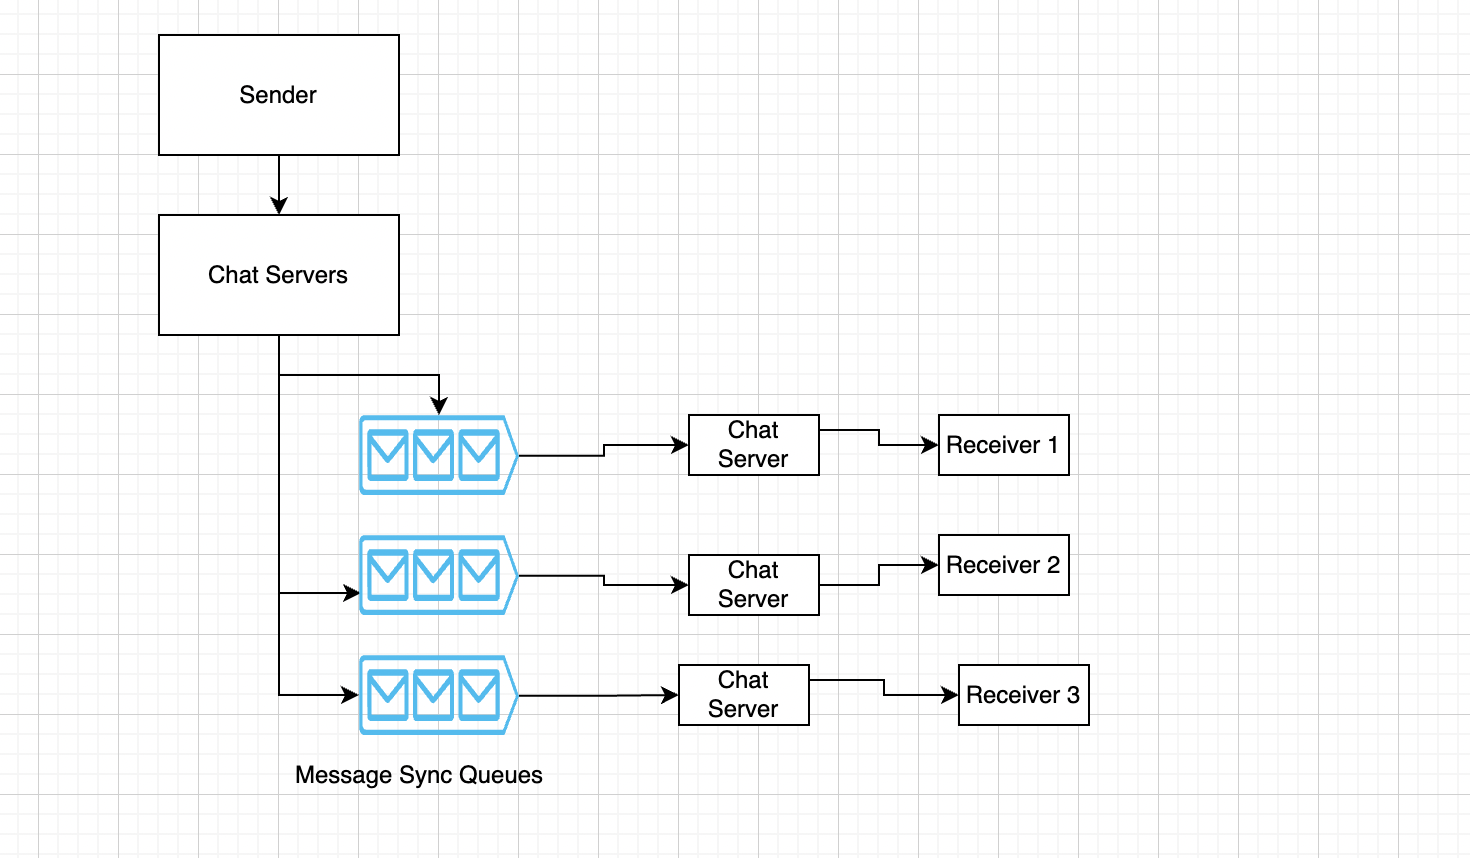 Sender
Chat Servers
Chat
Server
Receiver 1
Chat
Server
Receiver 2
Chat
Server
Receiver 3
Message Sync Queues